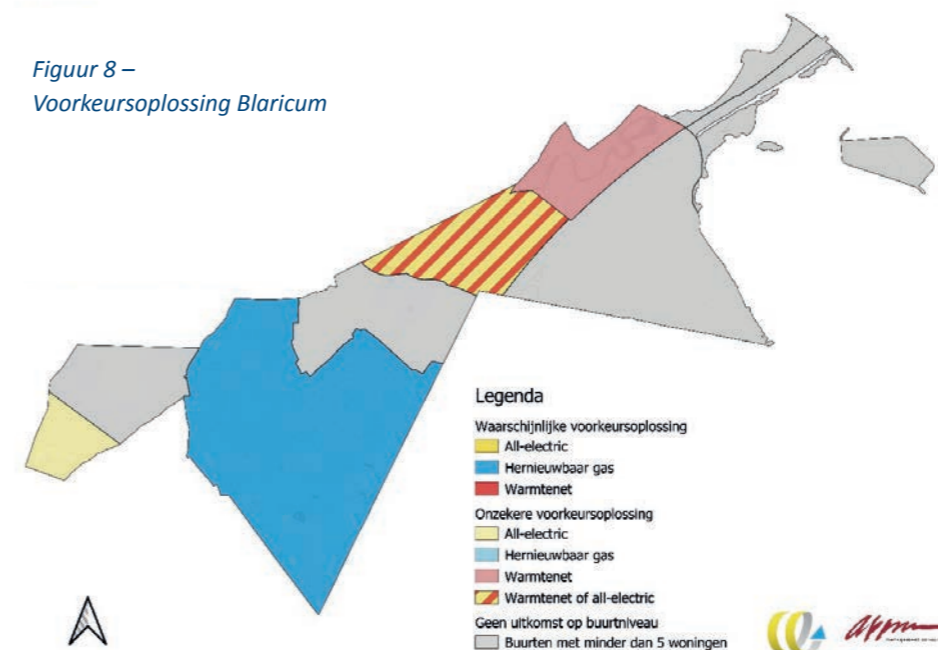 Figuur 8 –
Voorkeursoplossing Blaricum
Legenda
Waarschijnlijke voorkeursoplossing
All-electric
Hernieuwbaar gas
Warmtenet
Onzekere voorkeursoplossing
All-electric
Hernieuwbaar gas
Warmtenet
Warmtenet of all-electric
Geen uitkomst op buurtniveau
Buurten met minder dan 5 woningen